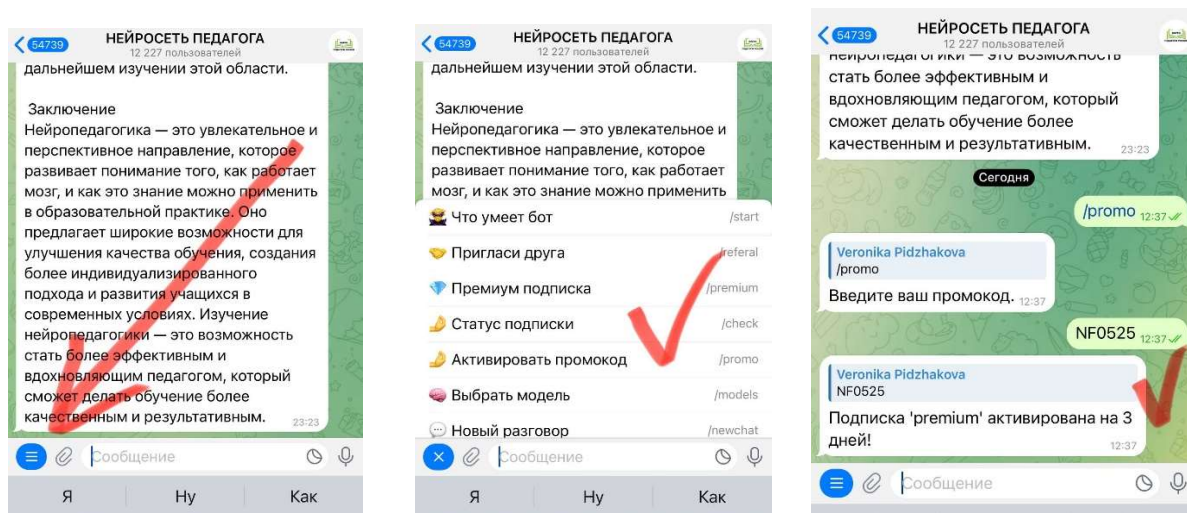 54739
НЕЙРОСЕТЬ ПЕДАГОГА
12 227 пользователей
дальнейшем изучении этой области.
Заключение
Нейропедагогика — это увлекательное и
перспективное направление, которое
развивает понимание того, как работает
мозг, и как это знание можно применить
в образовательной практике. Оно
предлагает широкие возможности для
улучшения качества обучения, создания
более индивидуализированного
подхода и развития учащихся в
современных условиях. Изучение
нейропедагогики — это возможность
стать более эффективным и
вдохновляющим педагогом, который
сможет делать обучение более
качественным и результативным. 23:23
Сообщение
Я Ну Как
54739
НЕЙРОСЕТЬ ПЕДАГОГА
12 227 пользователей
дальнейшем изучении этой области.
Заключение
Нейропедагогика — это увлекательное и
перспективное направление, которое
развивает понимание того, как работает
мозг, и как это знание можно применить
Что умеет бот /start
Пригласи друга /referal
Премиум подписка /premium
Статус подписки /check
Активировать промокод /promo
Выбрать модель /models
Новый разговор /newchat
Сообщение
Я Ну Как
54739
НЕЙРОСЕТЬ ПЕДАГОГА
12 227 пользователей
нейропедагогики — это возможность
стать более эффективным и
вдохновляющим педагогом, который
сможет делать обучение более
качественным и результативным. 23:23
Сегодня
/promo 12:37
Veronika Pidzhakova
/promo
Введите ваш промокод. 12:37
NF0525 12:37
Veronika Pidzhakova
NF0525
Подписка 'premium' активирована на 3
дней! 12:37
Сообщение